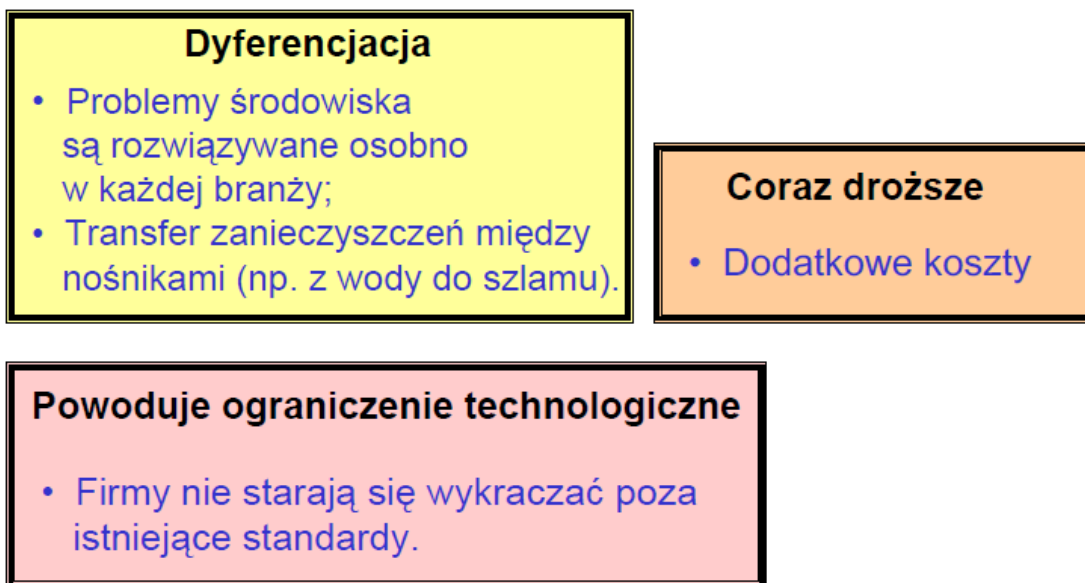 Dyferencjacja
• Problemy środowiska
są rozwiązywane osobno
w każdej branży;
• Transfer zanieczyszczeń między
nośnikami (np. z wody do szlamu).
Coraz droższe
• Dodatkowe koszty
Powoduje ograniczenie technologiczne
• Firmy nie starają się wykraczać poza
istniejące standardy.